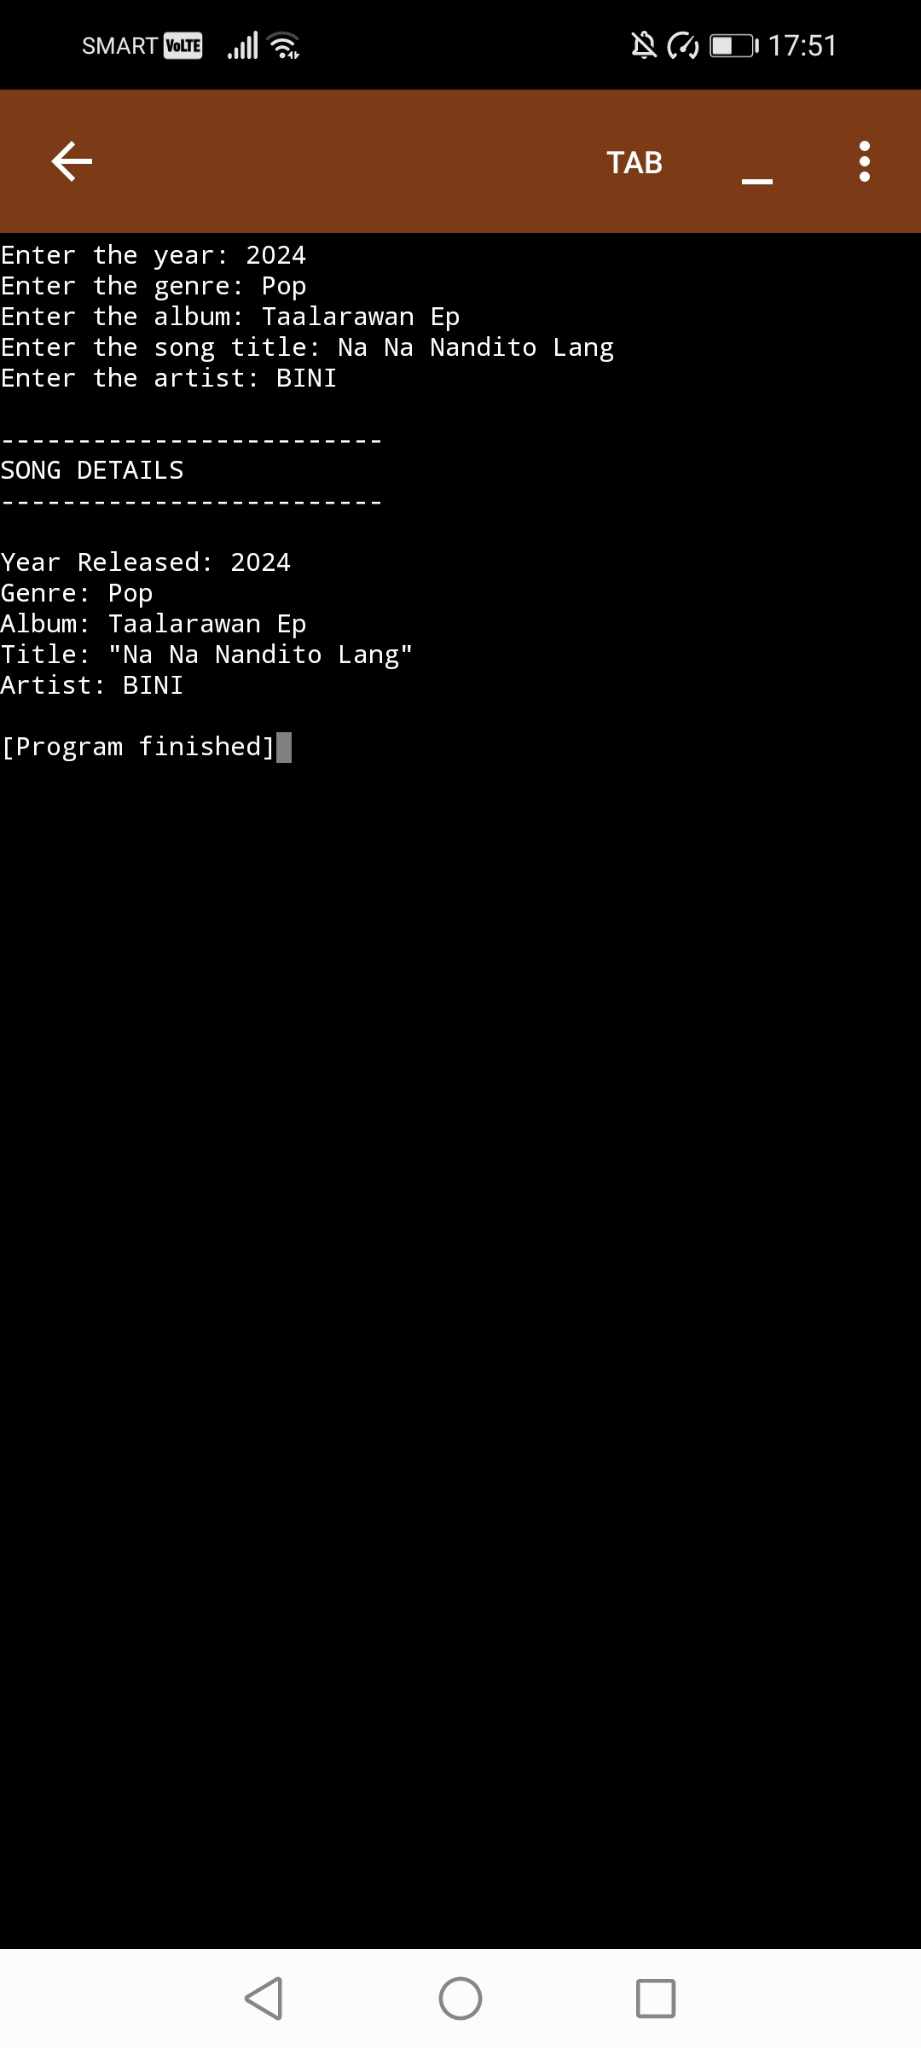 SMART VoLTE 17:51
TAB
Enter the year: 2024
Enter the genre: Pop
Enter the album: Taalarawan Ep
Enter the song title: Na Na Nandito Lang
Enter the artist: BINI
-------------------------
SONG DETAILS
-------------------------
Year Released: 2024
Genre: Pop
Album: Taalarawan Ep
Title: "Na Na Nandito Lang"
Artist: BINI
[Program finished]